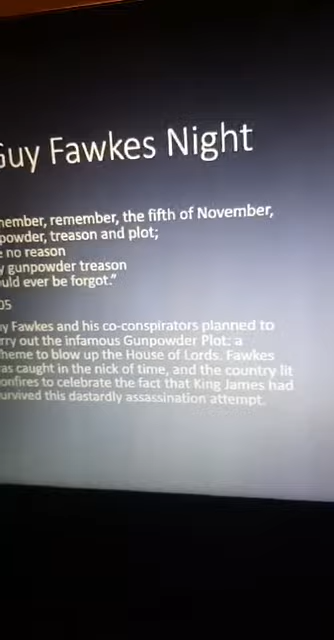 Guy Fawkes Night
remember, remember, the fifth of November,
powder, treason and plot;
no reason
gunpowder treason
uld ever be forgot."
05
y Fawkes and his co-conspirators planned to
rry out the infamous Gunpowder Plot: a
heme to blow up the House of Lords. Fawkes
as caught in the nick of time, and the country lit
onfires to celebrate the fact that King James had
urvived this dastardly assassination attempt.